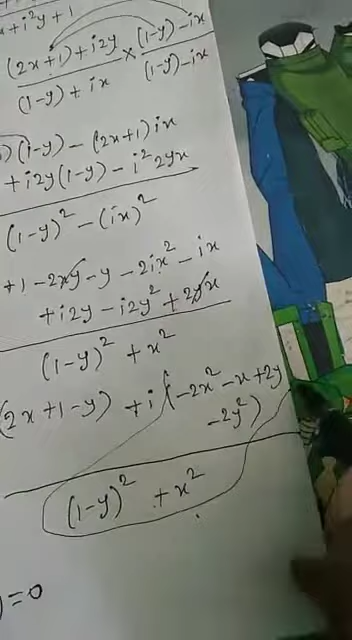 x+i²y+1
(2x+1)+i2y / (1-y)+ix × (1-y)-ix / (1-y)-ix
)(1-y) - (2x+1)ix
+i2y(1-y) - i²2yx
(1-y)² - (ix)²
+1 - 2xy - y - 2ix² - ix
+i2y - i2y² + 2yx
(1-y)² + x²
(2x+1-y) + i(-2x² - x + 2y
-2y²)
(1-y)² + x²
)=0